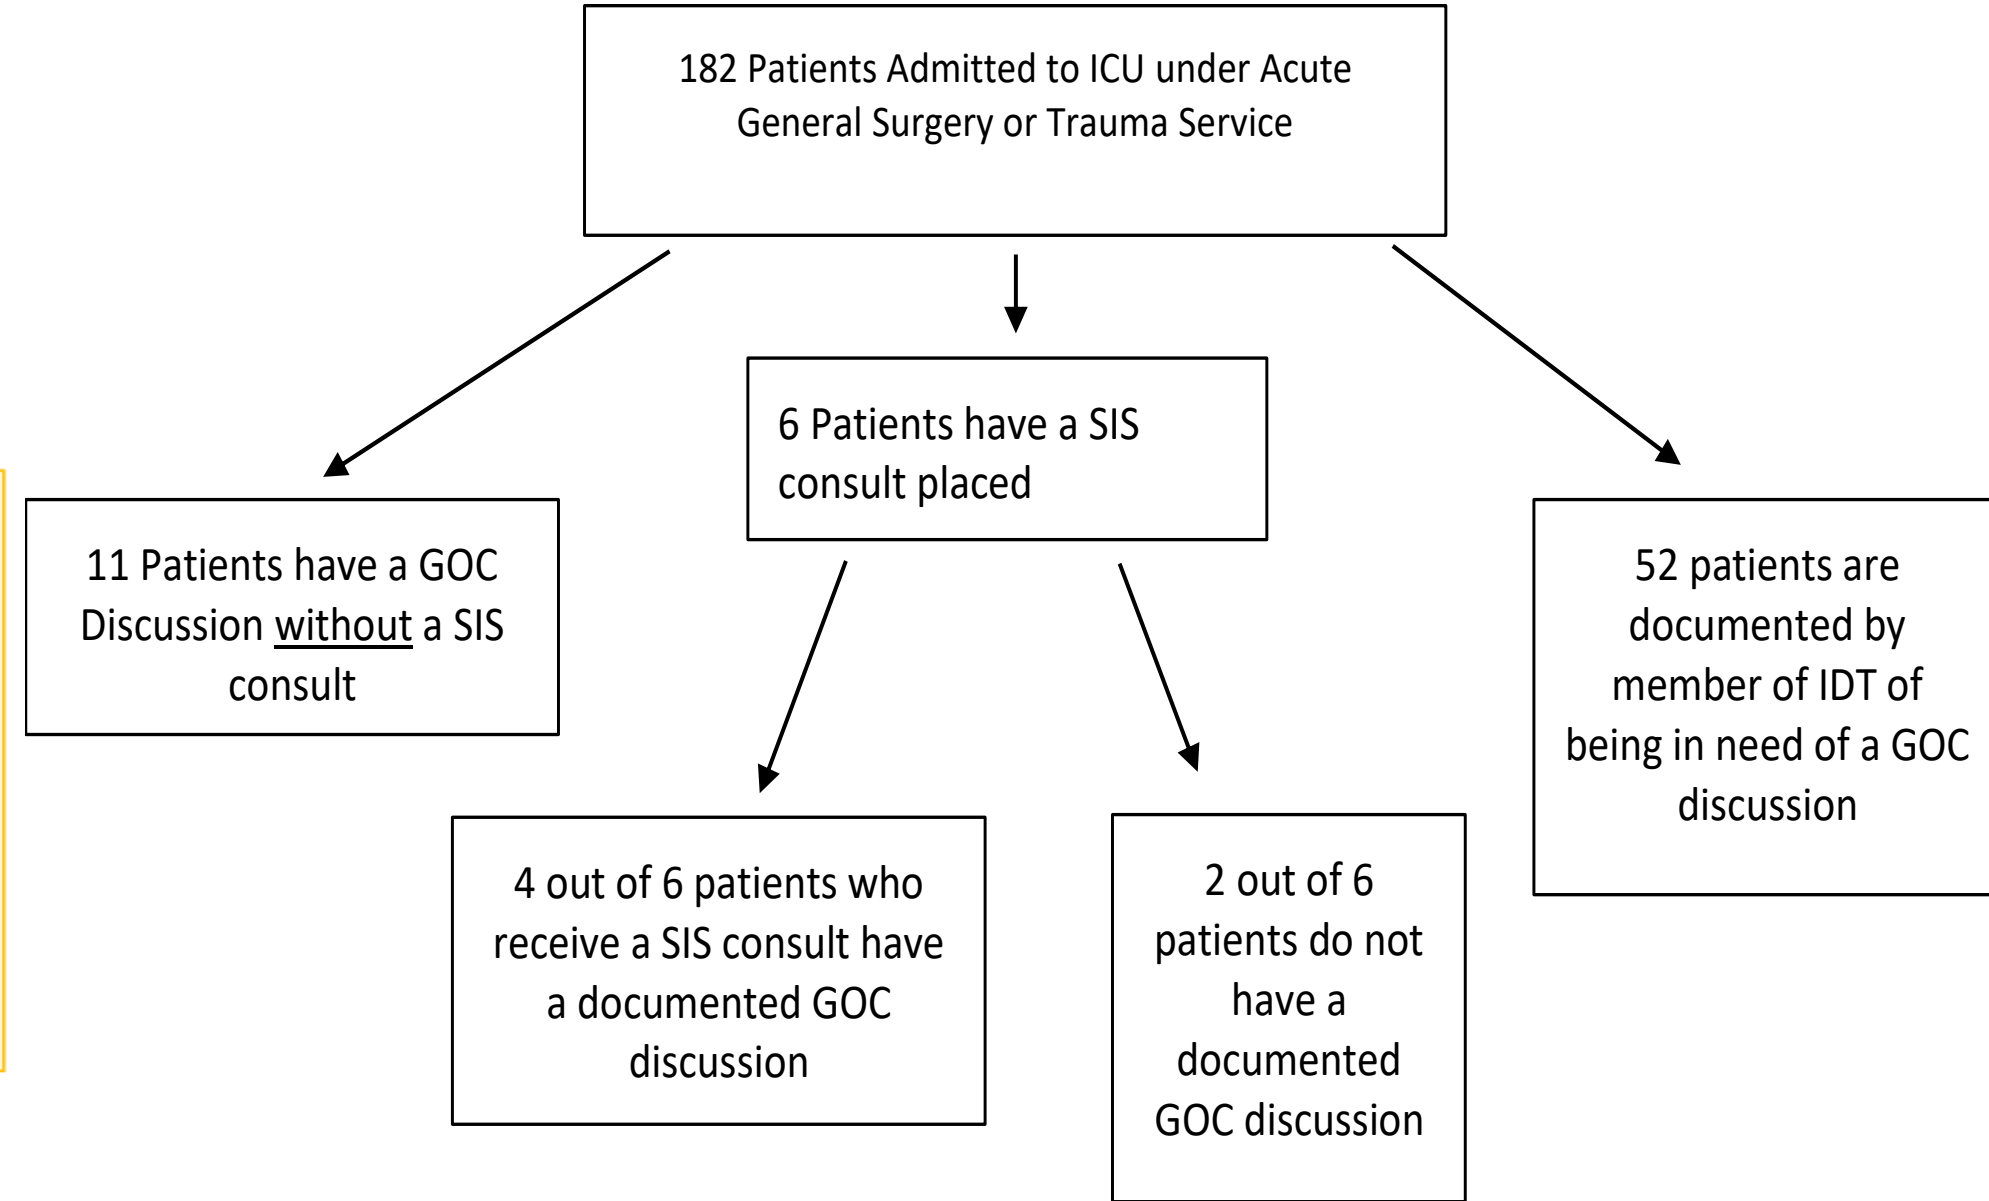 182 Patients Admitted to ICU under Acute
General Surgery or Trauma Service
6 Patients have a SIS
consult placed
11 Patients have a GOC
Discussion without a SIS
consult
52 patients are
documented by
member of IDT of
being in need of a GOC
discussion
4 out of 6 patients who
receive a SIS consult have
a documented GOC
discussion
2 out of 6
patients do not
have a
documented
GOC discussion